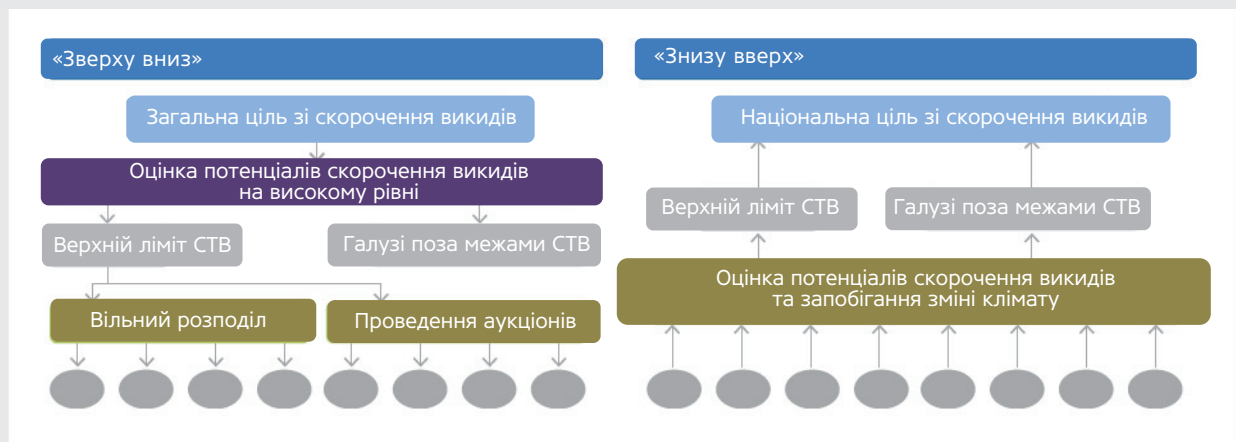 «Зверху вниз»
Загальна ціль зі скорочення викидів
Оцінка потенціалів скорочення викидів
на високому рівні
Верхній ліміт СТВ
Галузі поза межами СТВ
Вільний розподіл
Проведення аукціонів
«Знизу вверх»
Національна ціль зі скорочення викидів
Верхній ліміт СТВ
Галузі поза межами СТВ
Оцінка потенціалів скорочення викидів
та запобігання зміні клімату